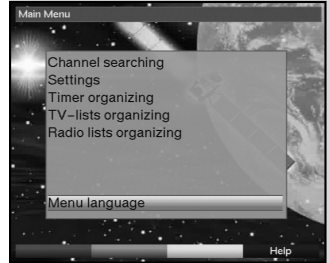 Main Menu
Channel searching
Settings
Timer organizing
TV-lists organizing
Radio lists organizing
Menu language
Help